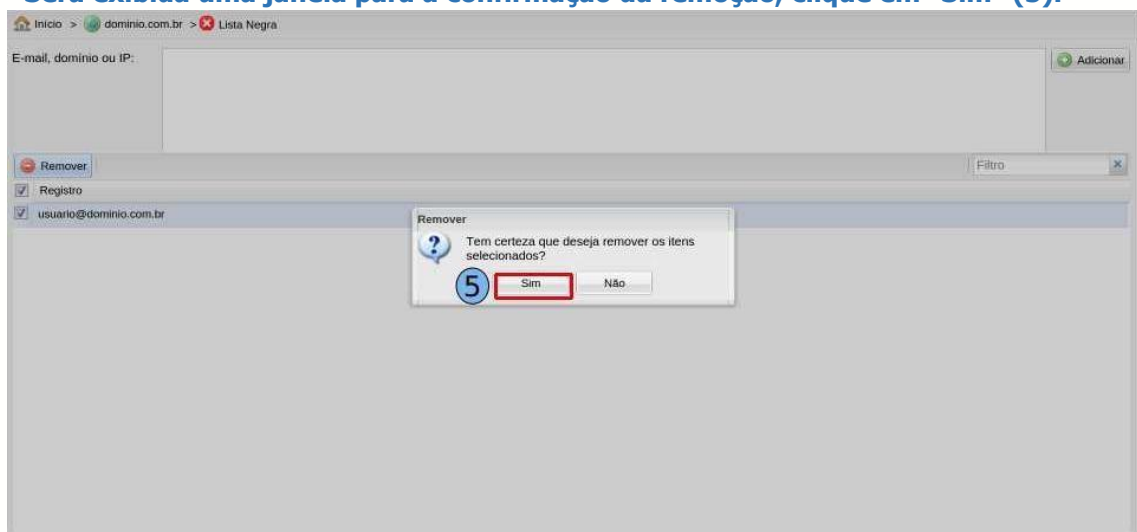 Será exibida uma janela para a confirmação da remoção, clique em "Sim" (5).
Início > dominio.com.br > Lista Negra
E-mail, domínio ou IP:
Adicionar
Remover
Filtro
Registro
usuario@dominio.com.br
Remover
Tem certeza que deseja remover os itens
selecionados?
5 Sim Não